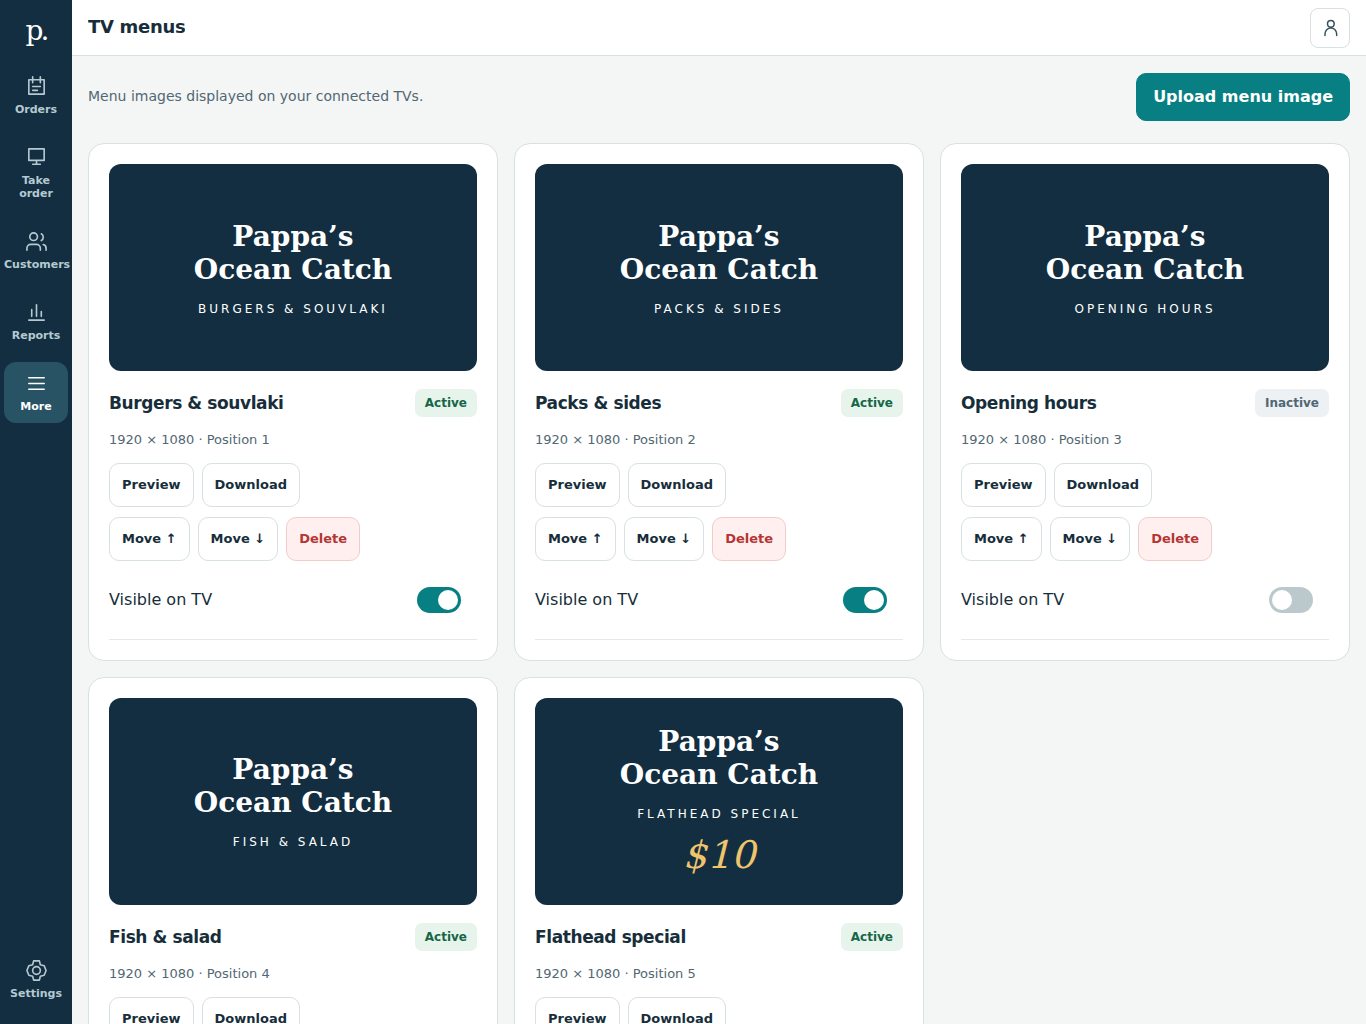 p.
Orders
Take
order
Customers
Reports
More
Settings
TV menus
Menu images displayed on your connected TVs.
Upload menu image
Pappa’s
Ocean Catch
BURGERS & SOUVLAKI
Burgers & souvlaki
Active
1920 × 1080 · Position 1
Preview
Download
Move ↑
Move ↓
Delete
Visible on TV
Pappa’s
Ocean Catch
PACKS & SIDES
Packs & sides
Active
1920 × 1080 · Position 2
Preview
Download
Move ↑
Move ↓
Delete
Visible on TV
Pappa’s
Ocean Catch
OPENING HOURS
Opening hours
Inactive
1920 × 1080 · Position 3
Preview
Download
Move ↑
Move ↓
Delete
Visible on TV
Pappa’s
Ocean Catch
FISH & SALAD
Fish & salad
Active
1920 × 1080 · Position 4
Preview
Download
Pappa’s
Ocean Catch
FLATHEAD SPECIAL
$10
Flathead special
Active
1920 × 1080 · Position 5
Preview
Download